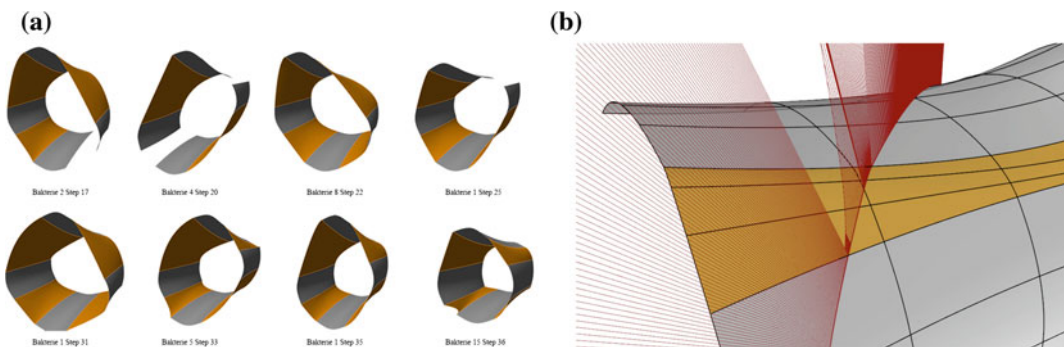 (a)
(b)
Bakterie 2 Step 17
Bakterie 4 Step 20
Bakterie 8 Step 22
Bakterie 1 Step 25
Bakterie 1 Step 31
Bakterie 5 Step 33
Bakterie 1 Step 35
Bakterie 15 Step 36